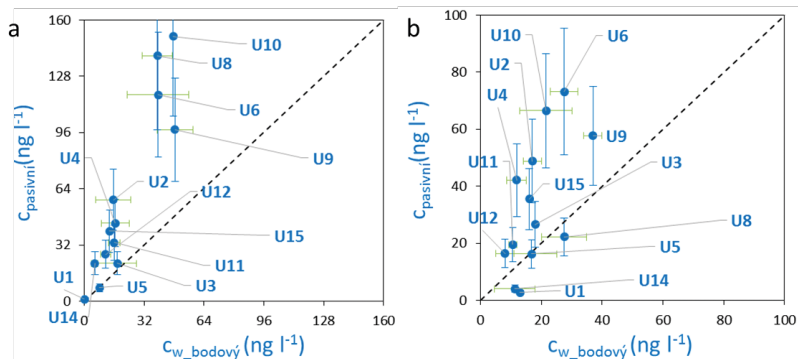 a
160
128
96
64
32
0
0
32
64
96
128
160
c_pasivní (ng l-1)
c_w_bodový (ng l-1)
U10
U8
U6
U9
U4
U2
U12
U15
U11
U3
U5
U1
U14
b
100
80
60
40
20
0
0
20
40
60
80
100
c_pasivní (ng l-1)
c_w_bodový (ng l-1)
U10
U6
U2
U4
U9
U11
U3
U15
U12
U8
U5
U14
U1